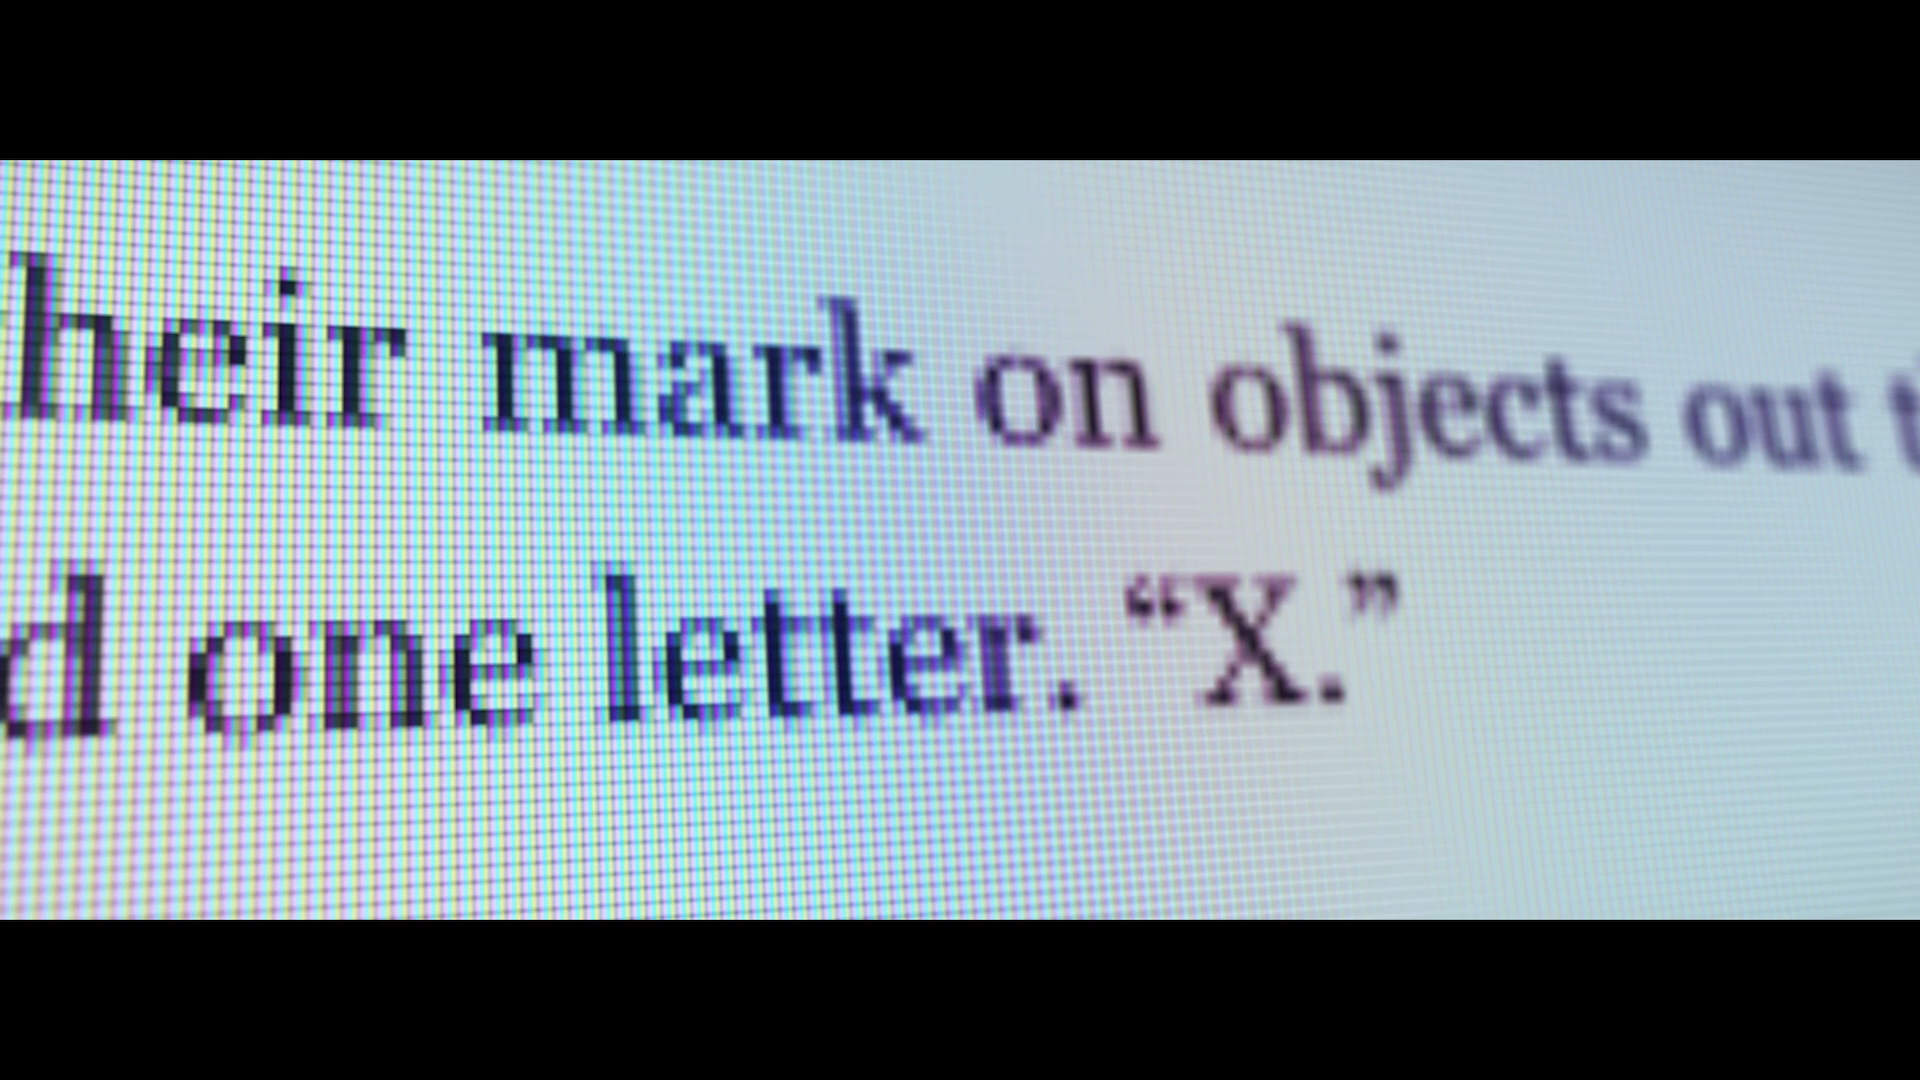 heir mark on objects out t
d one letter. “X.”